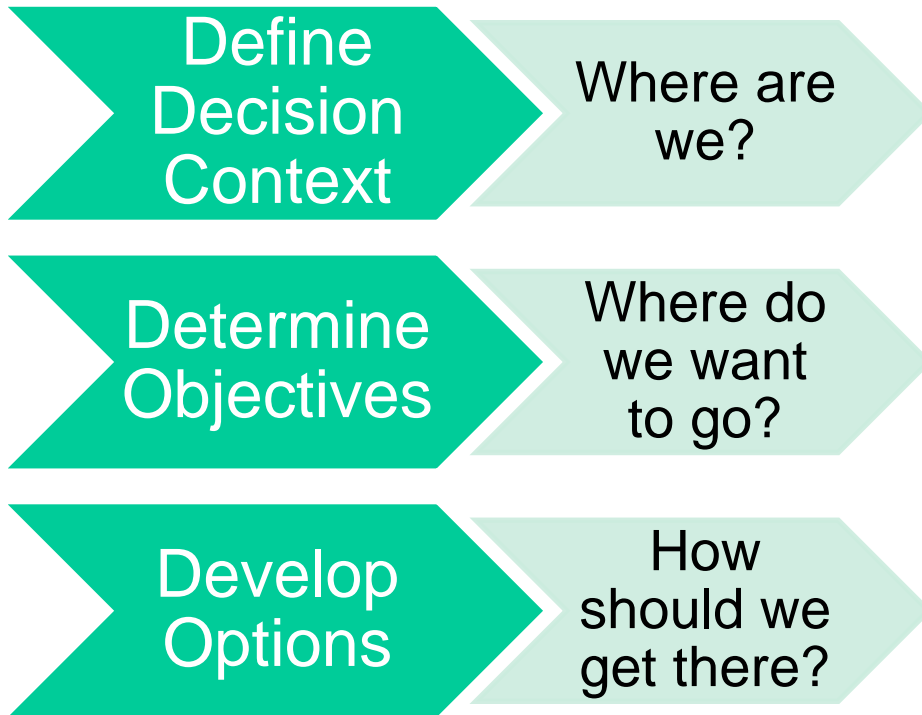 Define
Decision
Context
Where are
we?
Determine
Objectives
Where do
we want
to go?
Develop
Options
How
should we
get there?